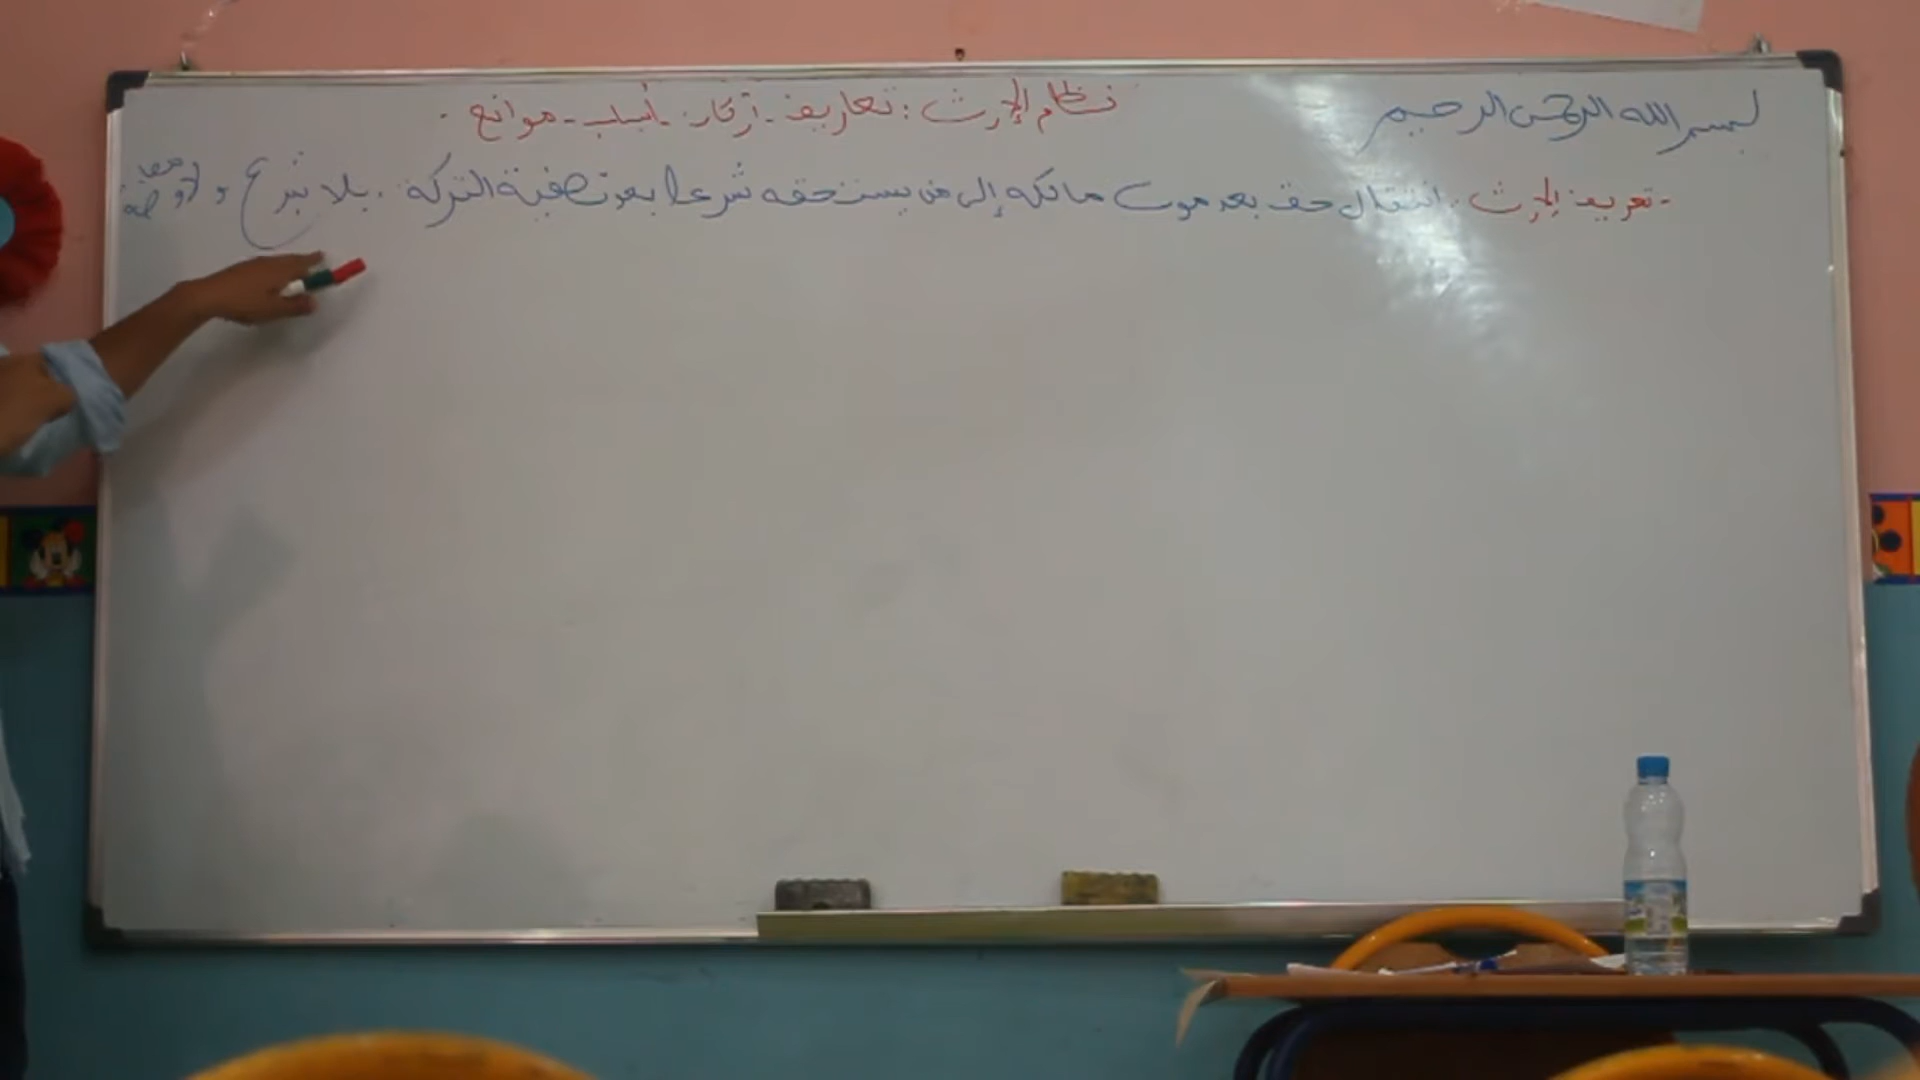 بسم الله الرحمن الرحيم
نظام الإرث : تعاريف - أركان - أسباب - موانع .
- تعريف الإرث : انتقال حق بعد موت مالكه إلى من يستحقه شرعا بعد تصفية التركة . بلا تبرع و لا معاوضة